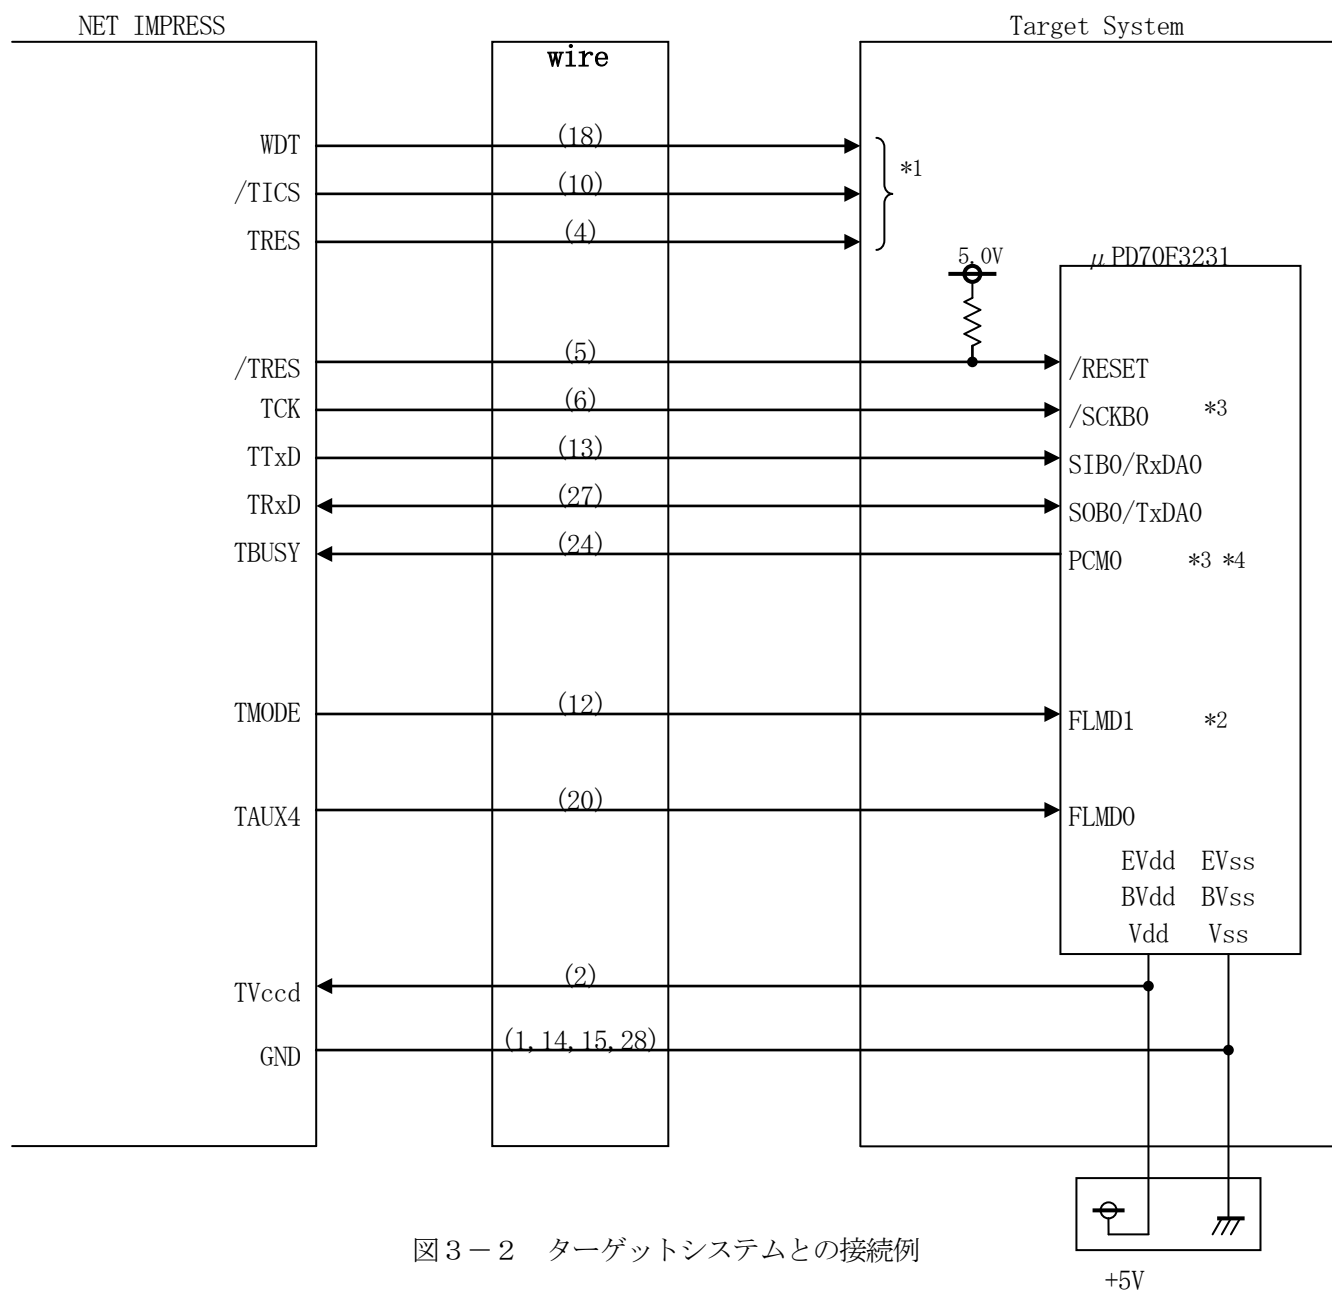 NET IMPRESS
Target System
wire
WDT (18)
*1
/TICS (10)
TRES (4)
5.0V
μPD70F3231
/TRES (5) /RESET
TCK (6) /SCKB0 *3
TTxD (13) SIB0/RxDA0
TRxD (27) SOB0/TxDA0
TBUSY (24) PCM0 *3 *4
TMODE (12) FLMD1 *2
TAUX4 (20) FLMD0
EVdd EVss
BVdd BVss
Vdd Vss
TVccd (2)
GND (1,14,15,28)
図3-2 ターゲットシステムとの接続例
+5V